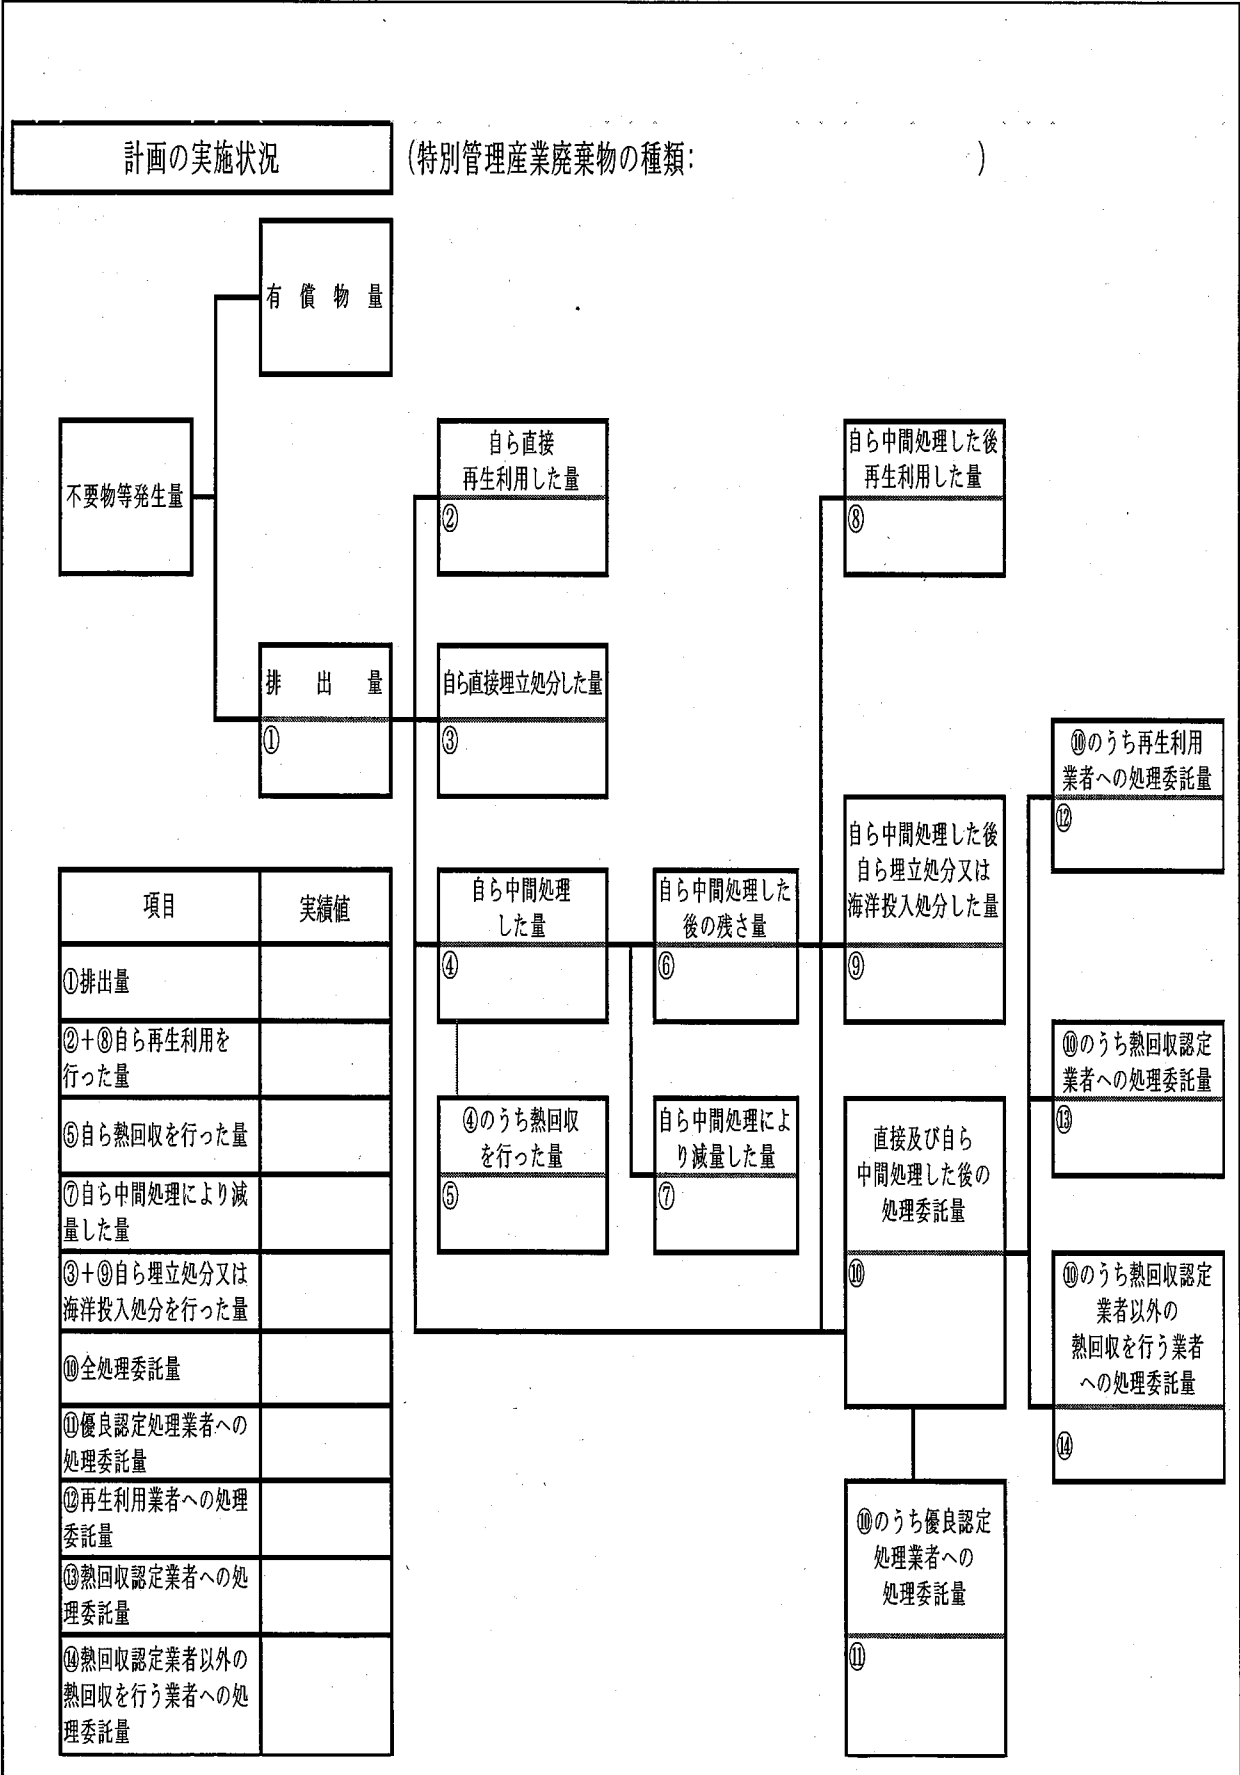 計画の実施状況
(特別管理産業廃棄物の種類: )
有償物量
不要物等発生量
自ら直接
再生利用した量
②
自ら中間処理した後
再生利用した量
⑧
排出量
①
自ら直接埋立処分した量
③
⑩のうち再生利用
業者への処理委託量
⑫
自ら中間処理
した量
④
自ら中間処理した
後の残さ量
⑥
自ら中間処理した後
自ら埋立処分又は
海洋投入処分した量
⑨
⑩のうち熱回収認定
業者への処理委託量
⑬
④のうち熱回収
を行った量
⑤
自ら中間処理によ
り減量した量
⑦
直接及び自ら
中間処理した後の
処理委託量
⑩
⑩のうち熱回収認定
業者以外の
熱回収を行う業者
への処理委託量
⑭
⑩のうち優良認定
処理業者への
処理委託量
⑪
項目
実績値
①排出量
②+⑧自ら再生利用を
行った量
⑤自ら熱回収を行った量
⑦自ら中間処理により減
量した量
③+⑨自ら埋立処分又は
海洋投入処分を行った量
⑩全処理委託量
⑪優良認定処理業者への
処理委託量
⑫再生利用業者への処理
委託量
⑬熱回収認定業者への処
理委託量
⑭熱回収認定業者以外の
熱回収を行う業者への処
理委託量